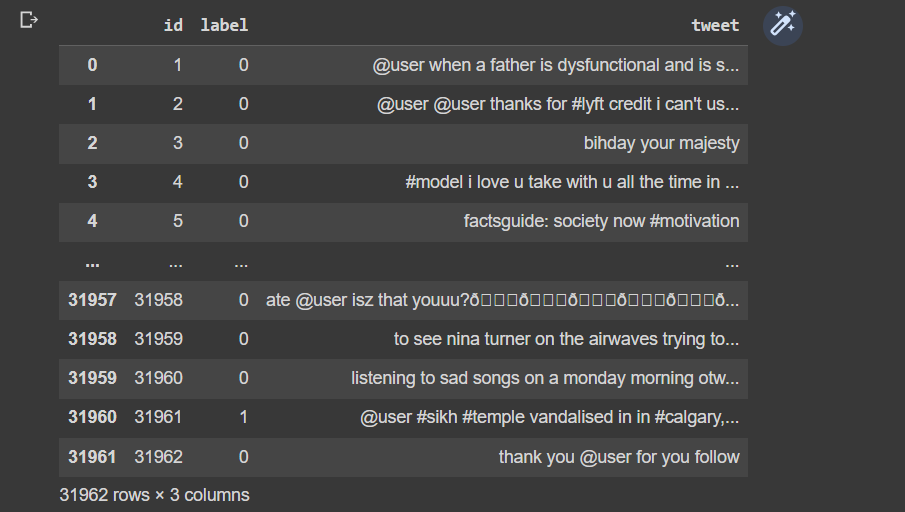 id label tweet
0 1 0 @user when a father is dysfunctional and is s...
1 2 0 @user @user thanks for #lyft credit i can't us...
2 3 0 bihday your majesty
3 4 0 #model i love u take with u all the time in ...
4 5 0 factsguide: society now #motivation
... ... ... ...
31957 31958 0 ate @user isz that youuu?ð□□□ð□□□ð□□□ð□□□ð□□□ð...
31958 31959 0 to see nina turner on the airwaves trying to...
31959 31960 0 listening to sad songs on a monday morning otw...
31960 31961 1 @user #sikh #temple vandalised in in #calgary,...
31961 31962 0 thank you @user for you follow
31962 rows × 3 columns